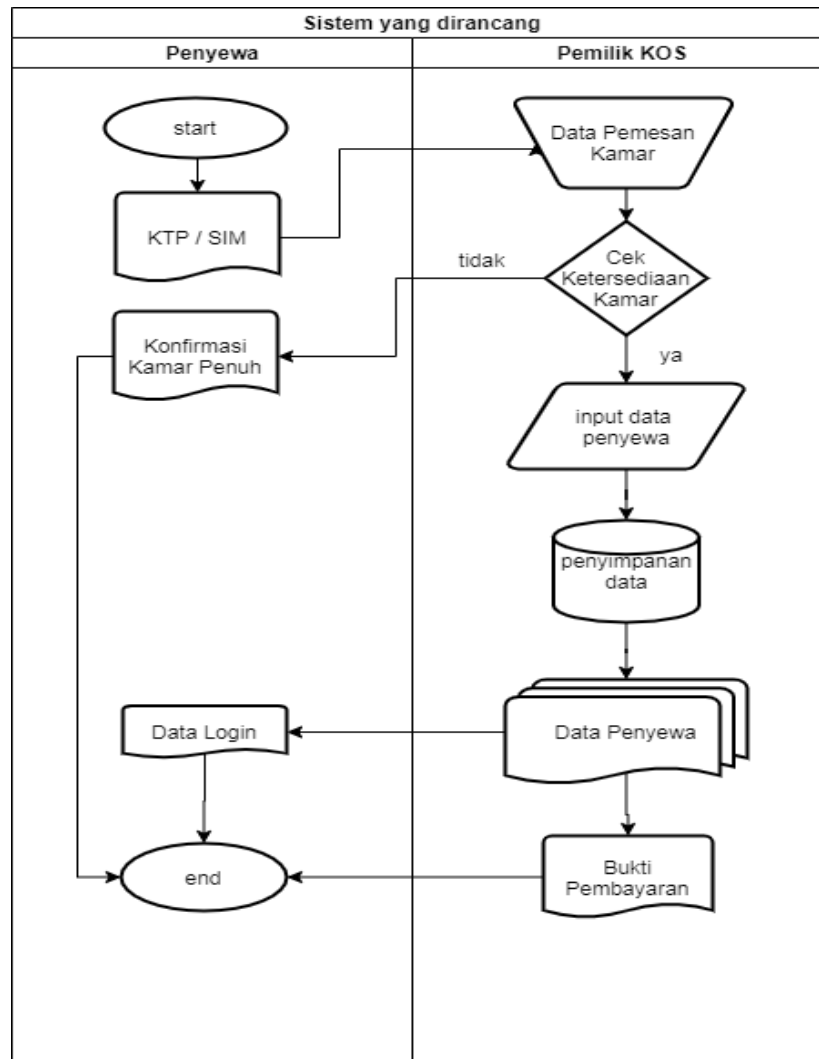 Sistem yang dirancang
Penyewa
Pemilik KOS
start
Data Pemesan
Kamar
KTP / SIM
Cek
Ketersediaan
Kamar
tidak
Konfirmasi
Kamar Penuh
ya
input data
penyewa
penyimpanan
data
Data Login
Data Penyewa
end
Bukti
Pembayaran